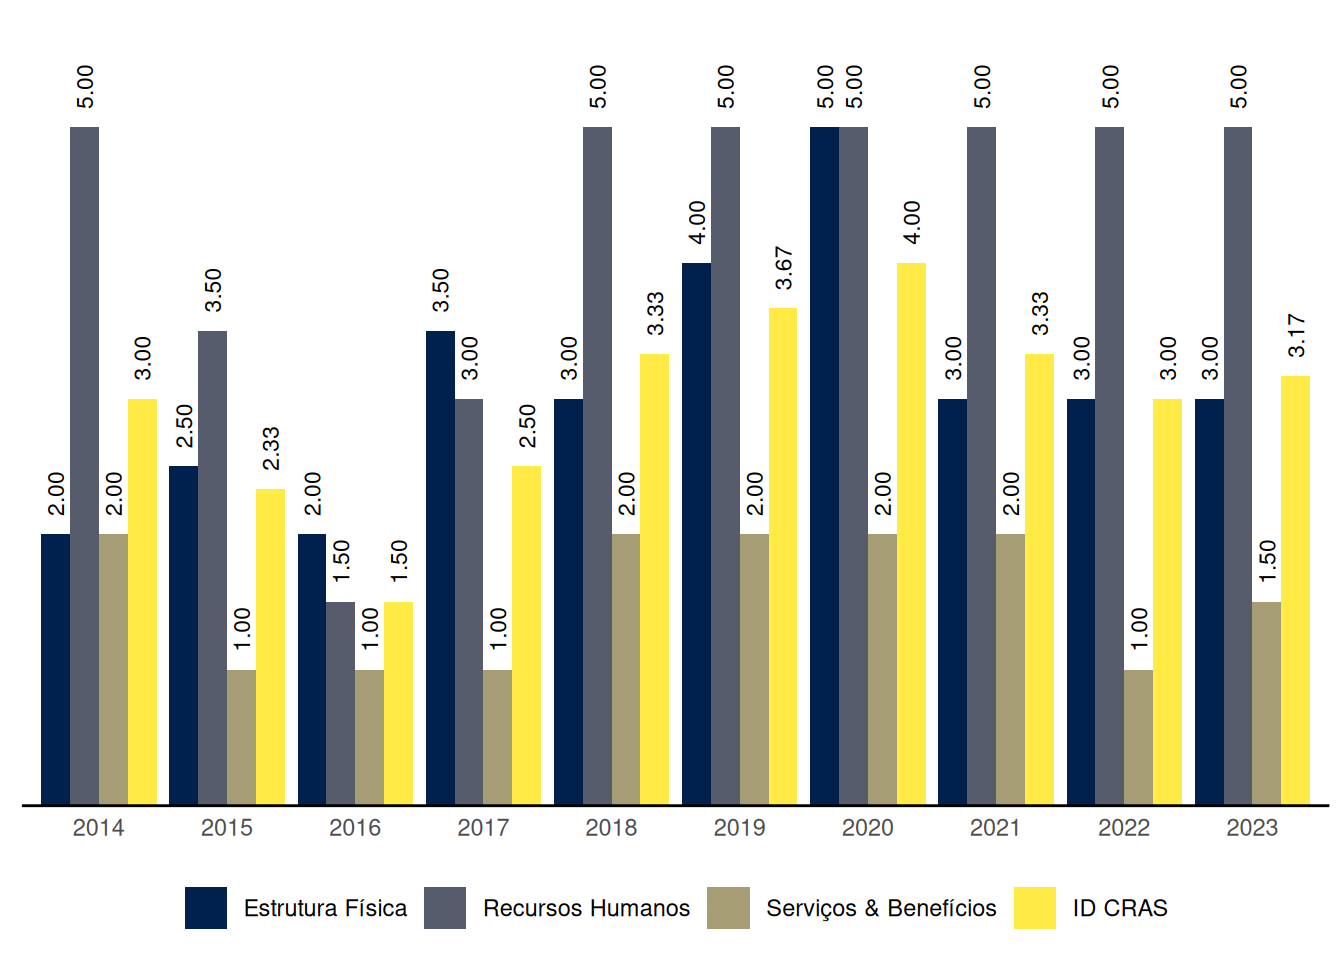 2.00 5.00 2.00 3.00
2.50 3.50 1.00 2.33
2.00 1.50 1.00 1.50
3.50 3.00 1.00 2.50
3.00 5.00 2.00 3.33
4.00 5.00 2.00 3.67
5.00 5.00 2.00 4.00
3.00 5.00 2.00 3.33
3.00 5.00 1.00 3.00
3.00 5.00 1.50 3.17
2014 2015 2016 2017 2018 2019 2020 2021 2022 2023
Estrutura Física Recursos Humanos Serviços & Benefícios ID CRAS